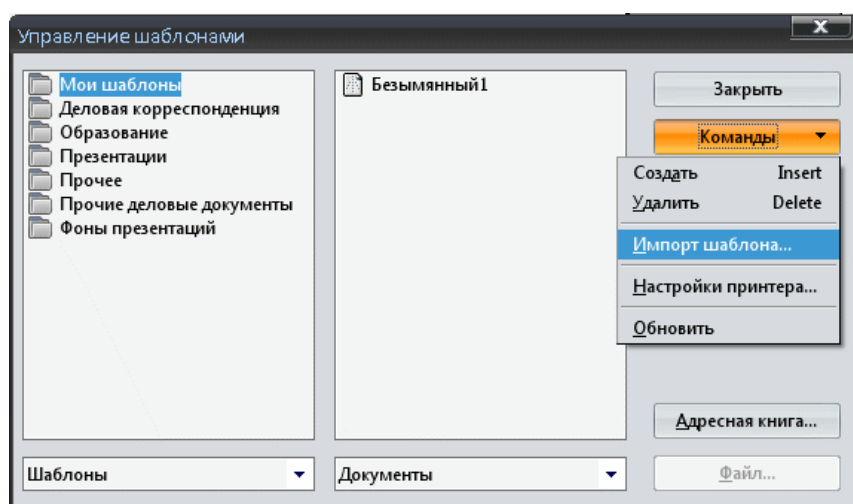 Управление шаблонами
Мои шаблоны
Деловая корреспонденция
Образование
Презентации
Прочее
Прочие деловые документы
Фоны презентаций
Безымянный1
Закрыть
Команды
Создать Insert
Удалить Delete
Импорт шаблона...
Настройки принтера...
Обновить
Адресная книга...
Шаблоны
Документы
Файл...